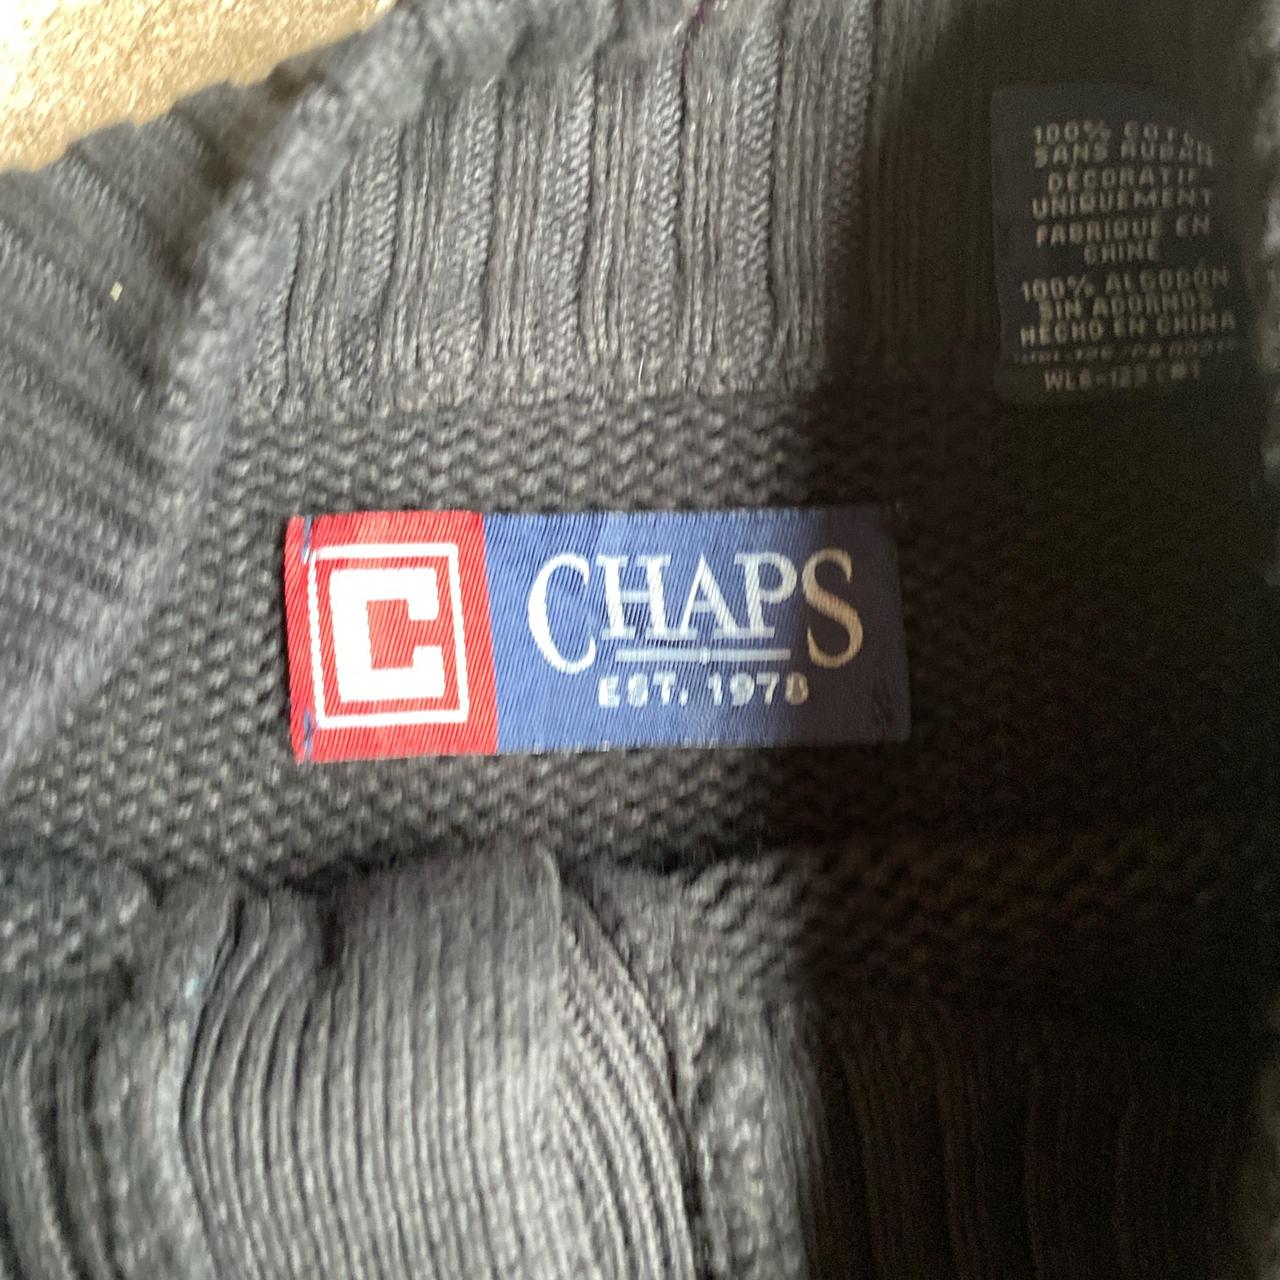 100% COTON
SANS RUBAN
DÉCORATIF
UNIQUEMENT
FABRIQUÉ EN
CHINE
100% ALGODÓN
SIN ADORNOS
HECHO EN CHINA
C
CHAPS
EST. 1978